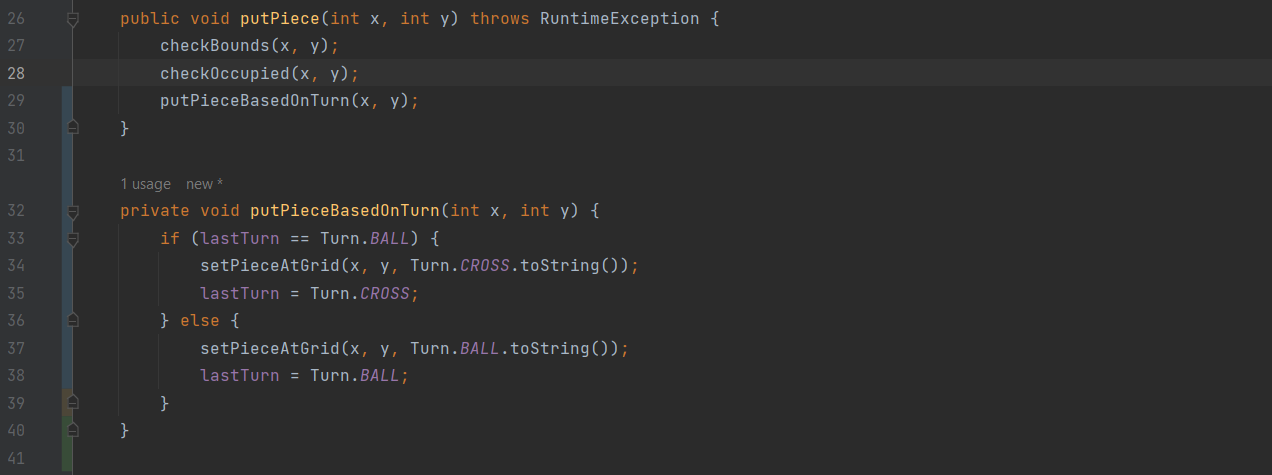 26 public void putPiece(int x, int y) throws RuntimeException {
27 checkBounds(x, y);
28 checkOccupied(x, y);
29 putPieceBasedOnTurn(x, y);
30 }
31
1 usage new *
32 private void putPieceBasedOnTurn(int x, int y) {
33 if (lastTurn == Turn.BALL) {
34 setPieceAtGrid(x, y, Turn.CROSS.toString());
35 lastTurn = Turn.CROSS;
36 } else {
37 setPieceAtGrid(x, y, Turn.BALL.toString());
38 lastTurn = Turn.BALL;
39 }
40 }
41